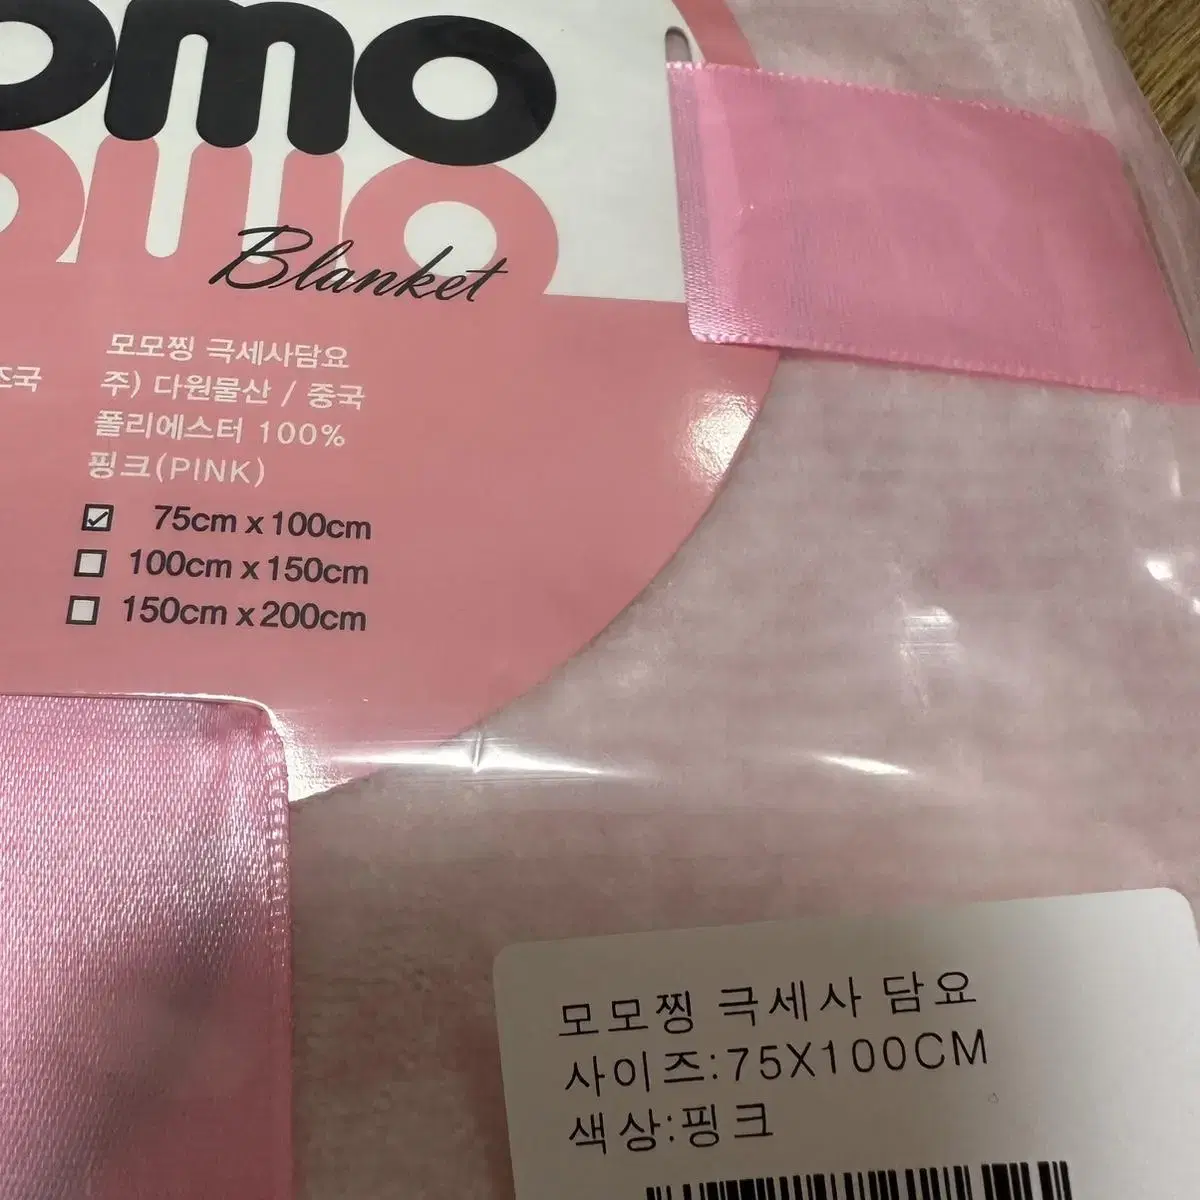 omo
Blanket
모모찡 극세사담요
조국 주) 다원물산 / 중국
폴리에스터 100%
핑크(PINK)
75cm x 100cm
100cm x 150cm
150cm x 200cm
모모찡 극세사 담요
사이즈:75X100CM
색상:핑크